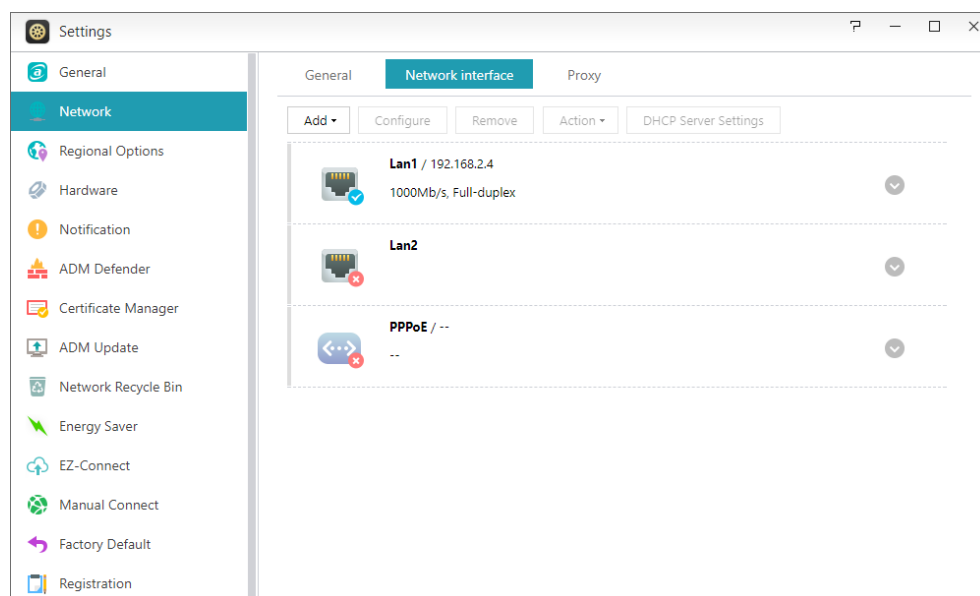 Settings
General
Network
Regional Options
Hardware
Notification
ADM Defender
Certificate Manager
ADM Update
Network Recycle Bin
Energy Saver
EZ-Connect
Manual Connect
Factory Default
Registration
General Network interface Proxy
Add Configure Remove Action DHCP Server Settings
Lan1 / 192.168.2.4
1000Mb/s, Full-duplex
Lan2
PPPoE / --
--